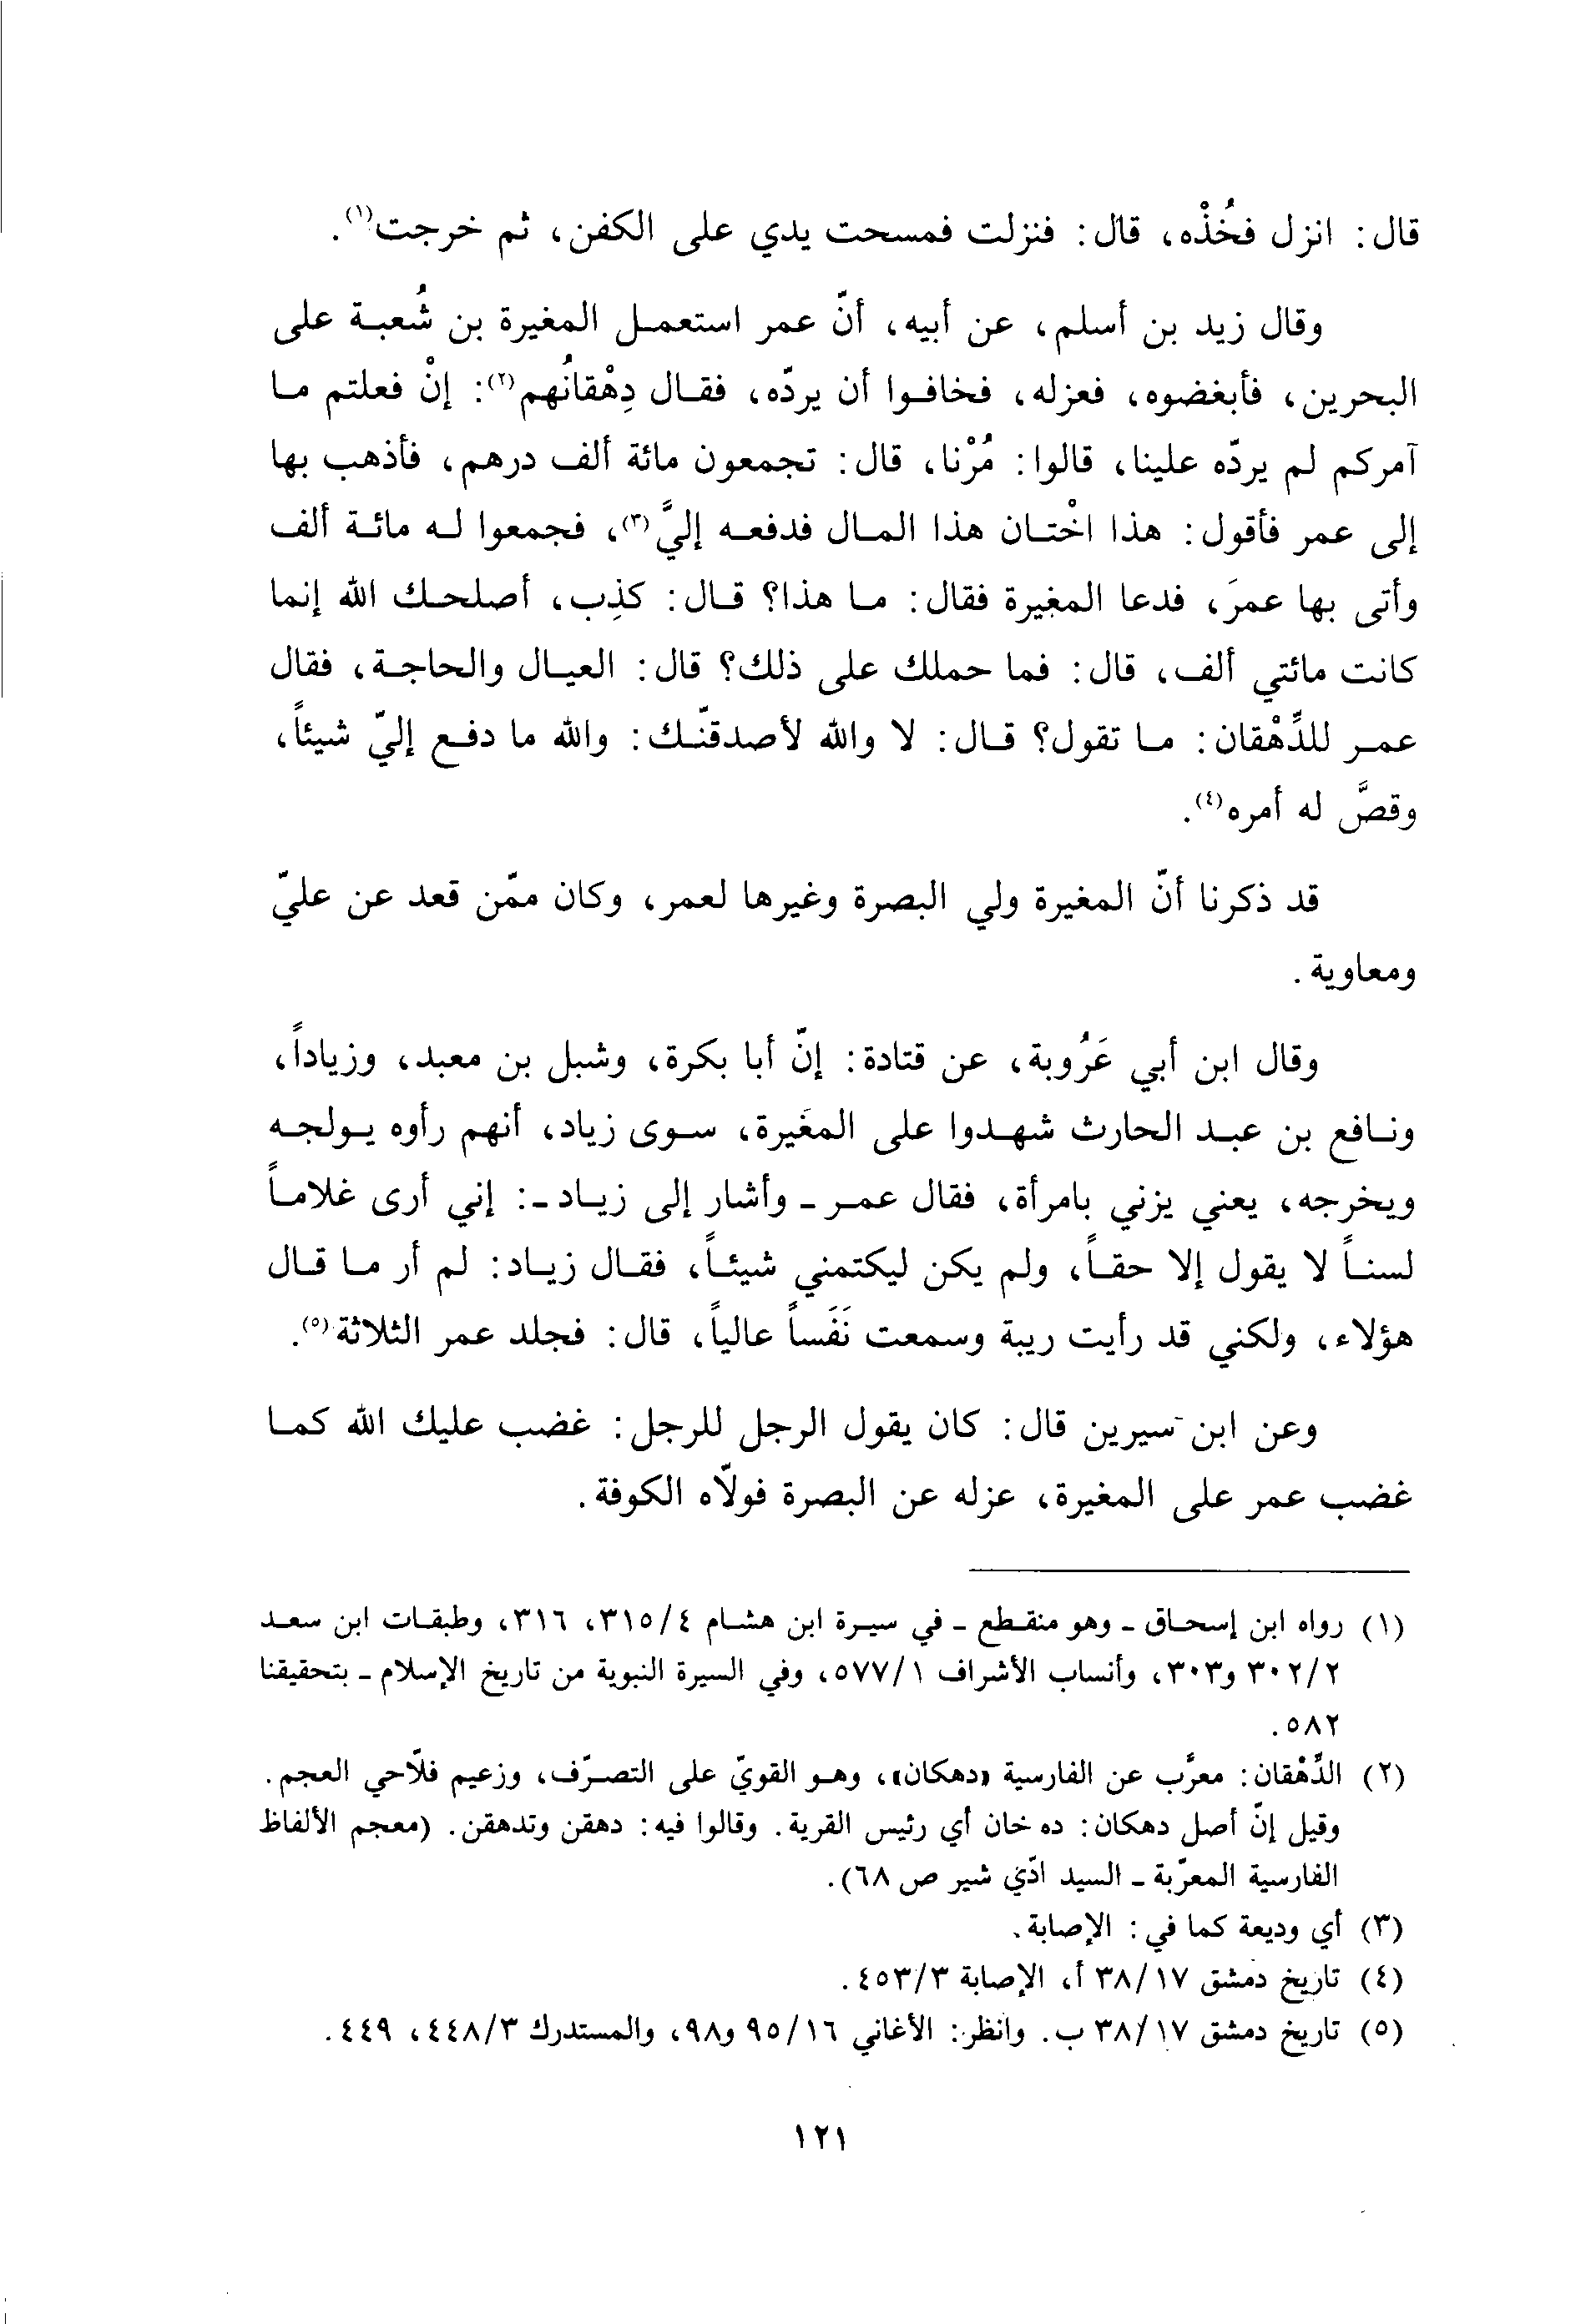 قال: انزل فخُذْه، قال: فنزلت فمسحت يدي على الكفن، ثم خرجت(١).
وقال زيد بن أسلم، عن أبيه، أنّ عمر استعمل المغيرة بن شُعبة على
البحرين، فأبغضوه، فعزله، فخافوا أن يردّه، فقال دِهْقانُهم(٢): إنْ فعلتم ما
آمركم لم يردّه علينا، قالوا: مُرْنا، قال: تجمعون مائة ألف درهم، فأذهب بها
إلى عمر فأقول: هذا اخْتان هذا المال فدفعه إليَّ(٣)، فجمعوا له مائة ألف
وأتى بها عمرَ، فدعا المغيرة فقال: ما هذا؟ قال: كذِب، أصلحك الله إنما
كانت مائتي ألف، قال: فما حملك على ذلك؟ قال: العيال والحاجة، فقال
عمر للدِّهْقان: ما تقول؟ قال: لا والله لأصدقنّك: والله ما دفع إليّ شيئاً،
وقصَّ له أمره(٤).
قد ذكرنا أنّ المغيرة ولي البصرة وغيرها لعمر، وكان ممّن قعد عن عليّ
ومعاوية.
وقال ابن أبي عَرُوبة، عن قتادة: إنّ أبا بكرة، وشبل بن معبد، وزياداً،
ونافع بن عبد الحارث شهدوا على المغيرة، سوى زياد، أنهم رأوه يولجه
ويخرجه، يعني يزني بامرأة، فقال عمر - وأشار إلى زياد -: إني أرى غلاماً
لسناً لا يقول إلا حقاً، ولم يكن ليكتمني شيئاً، فقال زياد: لم أر ما قال
هؤلاء، ولكني قد رأيت ريبة وسمعت نَفَساً عالياً، قال: فجلد عمر الثلاثة(٥).
وعن ابن سيرين قال: كان يقول الرجل للرجل: غضب عليك الله كما
غضب عمر على المغيرة، عزله عن البصرة فولّاه الكوفة.
(١) رواه ابن إسحاق - وهو منقطع - في سيرة ابن هشام ٣١٥/٤، ٣١٦، وطبقات ابن سعد
٣٠٢/٢ و٣٠٣، وأنساب الأشراف ٥٧٧/١، وفي السيرة النبوية من تاريخ الإسلام - بتحقيقنا
٥٨٢.
(٢) الدِّهْقان: معرَّب عن الفارسية «دهكان»، وهو القويّ على التصرّف، وزعيم فلّاحي العجم.
وقيل إنّ أصل دهكان: ده خان أي رئيس القرية. وقالوا فيه: دهقن وتدهقن. (معجم الألفاظ
الفارسية المعرّبة - السيد ادّي شير ص ٦٨).
(٣) أي وديعة كما في: الإصابة.
(٤) تاريخ دمشق ٣٨/١٧ أ، الإصابة ٤٥٣/٣.
(٥) تاريخ دمشق ٣٨/١٧ ب. وانظر: الأغاني ٩٥/١٦ و٩٨، والمستدرك ٤٤٨/٣، ٤٤٩.
١٢١